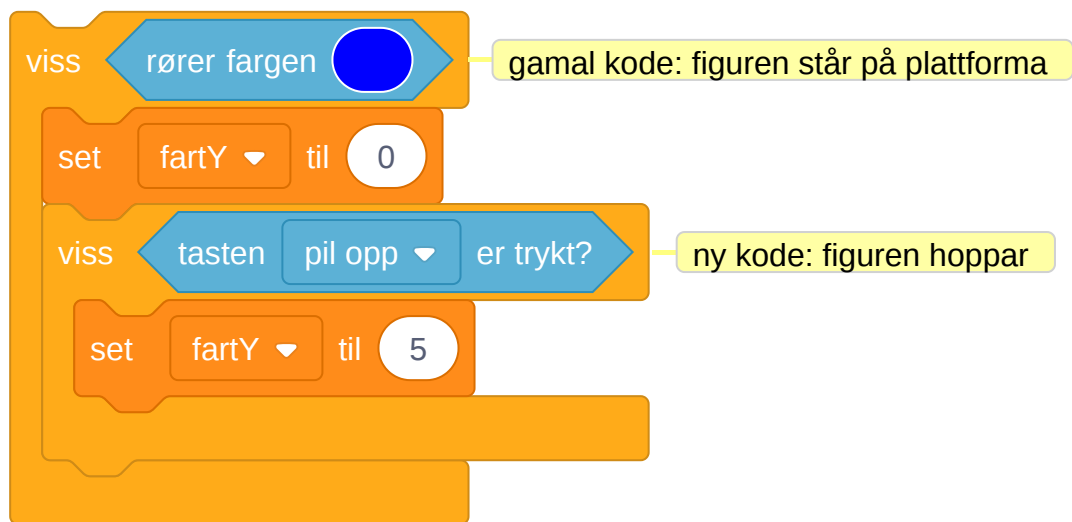 viss rører fargen gamal kode: figuren står på plattforma
set fartY til 0
viss tasten pil opp er trykt? ny kode: figuren hoppar
set fartY til 5